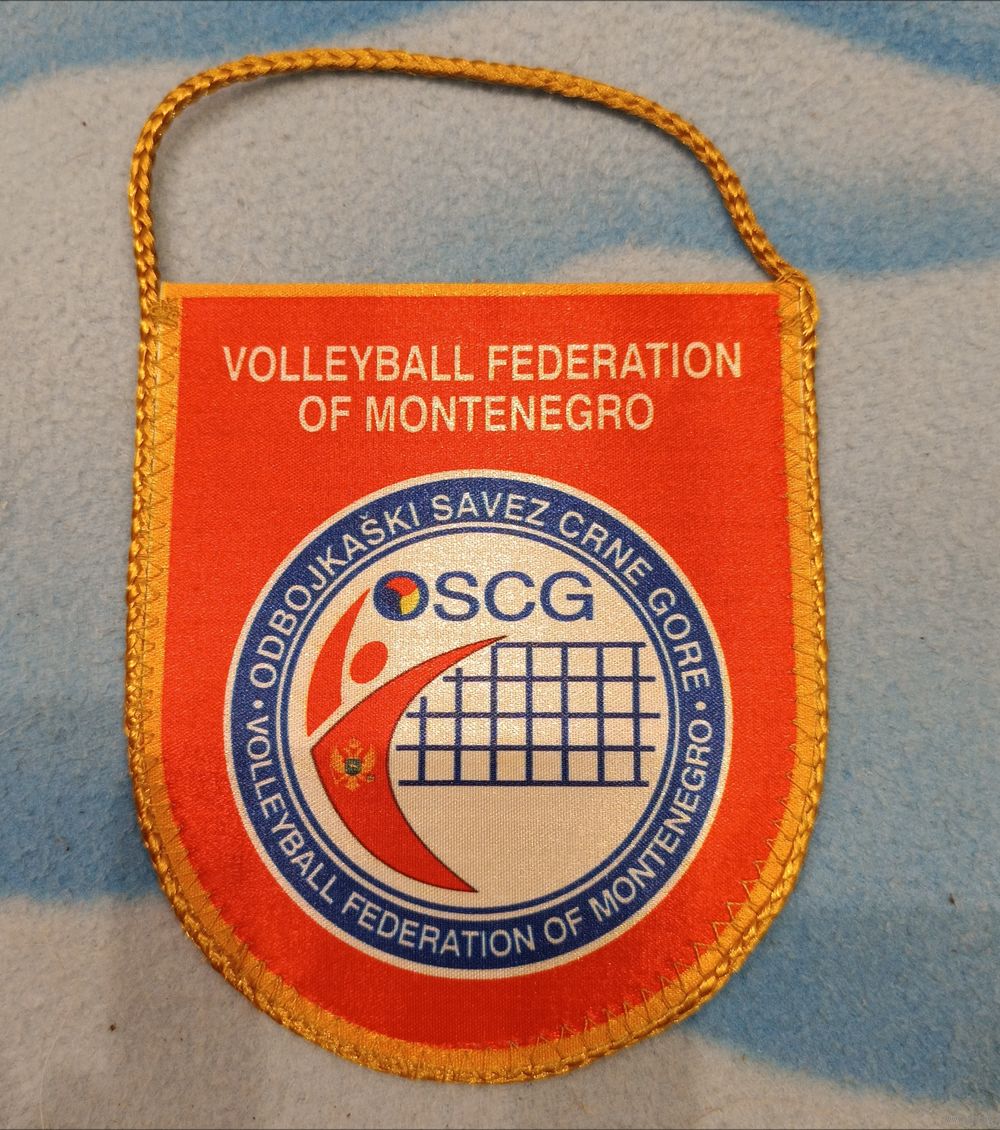 VOLLEYBALL FEDERATION
OF MONTENEGRO
• ODBOJKAŠKI SAVEZ CRNE GORE •
OSCG
VOLLEYBALL FEDERATION OF MONTENEGRO